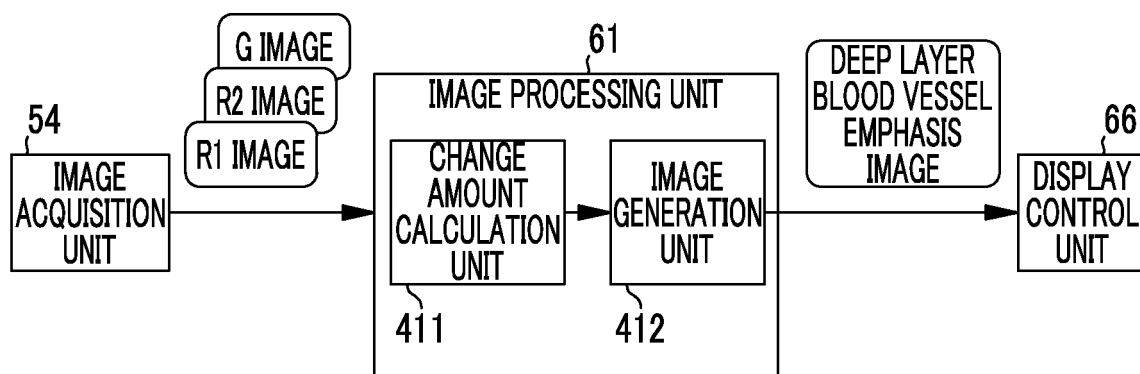 G IMAGE
R2 IMAGE
R1 IMAGE
54
IMAGE
ACQUISITION
UNIT
61
IMAGE PROCESSING UNIT
CHANGE
AMOUNT
CALCULATION
UNIT
411
IMAGE
GENERATION
UNIT
412
DEEP LAYER
BLOOD VESSEL
EMPHASIS
IMAGE
66
DISPLAY
CONTROL
UNIT